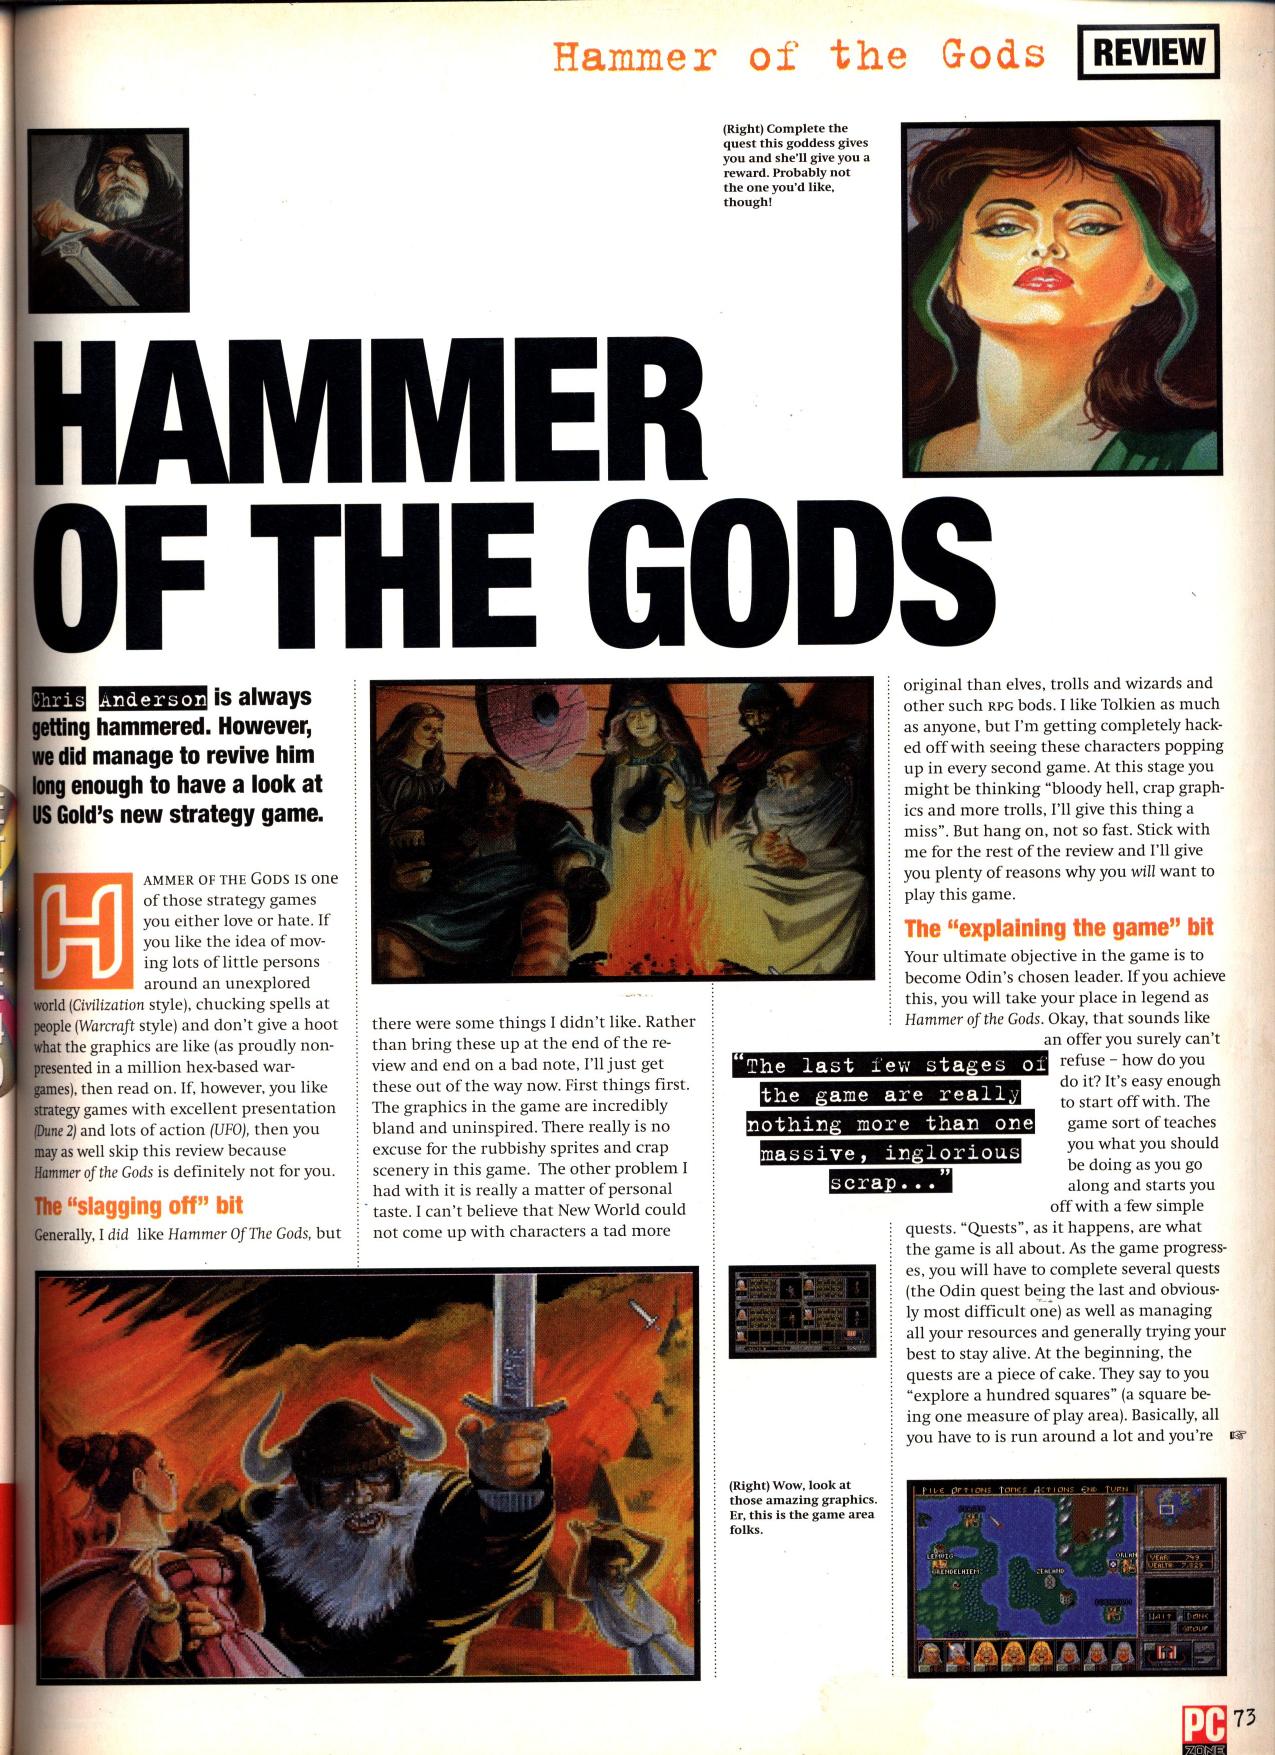 Hammer of the Gods
REVIEW
(Right) Complete the
quest this goddess gives
you and she'll give you a
reward. Probably not
the one you'd like,
though!
HAMMER
OF THE GODS
Chris Anderson is always
getting hammered. However,
we did manage to revive him
long enough to have a look at
US Gold's new strategy game.
HAMMER OF THE GODS IS one
of those strategy games
you either love or hate. If
you like the idea of mov-
ing lots of little persons
around an unexplored
world (Civilization style), chucking spells at
people (Warcraft style) and don't give a hoot
what the graphics are like (as proudly non-
presented in a million hex-based war-
games), then read on. If, however, you like
strategy games with excellent presentation
(Dune 2) and lots of action (UFO), then you
may as well skip this review because
Hammer of the Gods is definitely not for you.
The "slagging off" bit
Generally, I did like Hammer Of The Gods, but
there were some things I didn't like. Rather
than bring these up at the end of the re-
view and end on a bad note, I'll just get
these out of the way now. First things first.
The graphics in the game are incredibly
bland and uninspired. There really is no
excuse for the rubbishy sprites and crap
scenery in this game. The other problem I
had with it is really a matter of personal
taste. I can't believe that New World could
not come up with characters a tad more
original than elves, trolls and wizards and
other such RPG bods. I like Tolkien as much
as anyone, but I'm getting completely hack-
ed off with seeing these characters popping
up in every second game. At this stage you
might be thinking "bloody hell, crap graph-
ics and more trolls, I'll give this thing a
miss". But hang on, not so fast. Stick with
me for the rest of the review and I'll give
you plenty of reasons why you will want to
play this game.
The "explaining the game" bit
Your ultimate objective in the game is to
become Odin's chosen leader. If you achieve
this, you will take your place in legend as
Hammer of the Gods. Okay, that sounds like
an offer you surely can't
refuse – how do you
do it? It's easy enough
to start off with. The
game sort of teaches
you what you should
be doing as you go
along and starts you
off with a few simple
quests. "Quests", as it happens, are what
the game is all about. As the game progress-
es, you will have to complete several quests
(the Odin quest being the last and obvious-
ly most difficult one) as well as managing
all your resources and generally trying your
best to stay alive. At the beginning, the
quests are a piece of cake. They say to you
"explore a hundred squares" (a square be-
ing one measure of play area). Basically, all
you have to is run around a lot and you're
"The last few stages of
the game are really
nothing more than one
massive, inglorious
scrap..."
(Right) Wow, look at
those amazing graphics.
Er, this is the game area
folks.
FILE OPTIONS TOMES ACTIONS END TURN
LEMVIG
GRENDELHIEM
ZEALAND
YEAR: 749
WEALTH: 7,829
WAIT DONE
GROUP
PC
ZONE
73